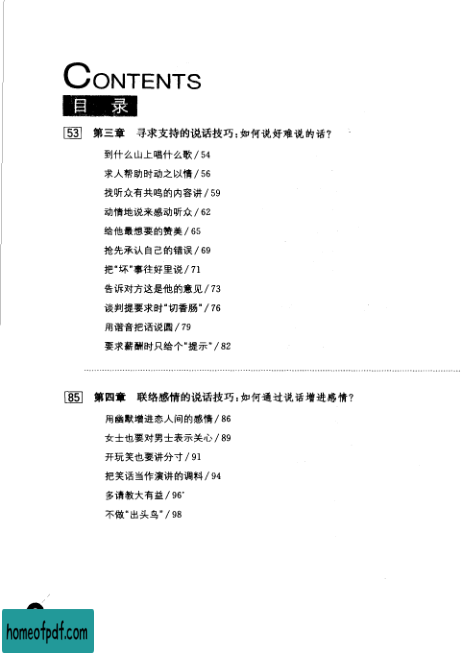 CONTENTS
目 录
53 第三章 寻求支持的说话技巧:如何说好难说的话?
到什么山上唱什么歌/54
求人帮助时动之以情/56
找听众有共鸣的内容讲/59
动情地说来感动听众/62
给他最想要的赞美/65
抢先承认自己的错误/69
把“坏”事往好里说/71
告诉对方这是他的意见/73
谈判提要求时“切香肠”/76
用谐音把话说圆/79
要求薪酬时只给个“提示”/82
85 第四章 联络感情的说话技巧:如何通过说话增进感情?
用幽默增进恋人间的感情/86
女士也要对男士表示关心/89
开玩笑也要讲分寸/91
把笑话当作演讲的调料/94
多请教大有益/96
不做“出头鸟”/98
homeofpdf.com